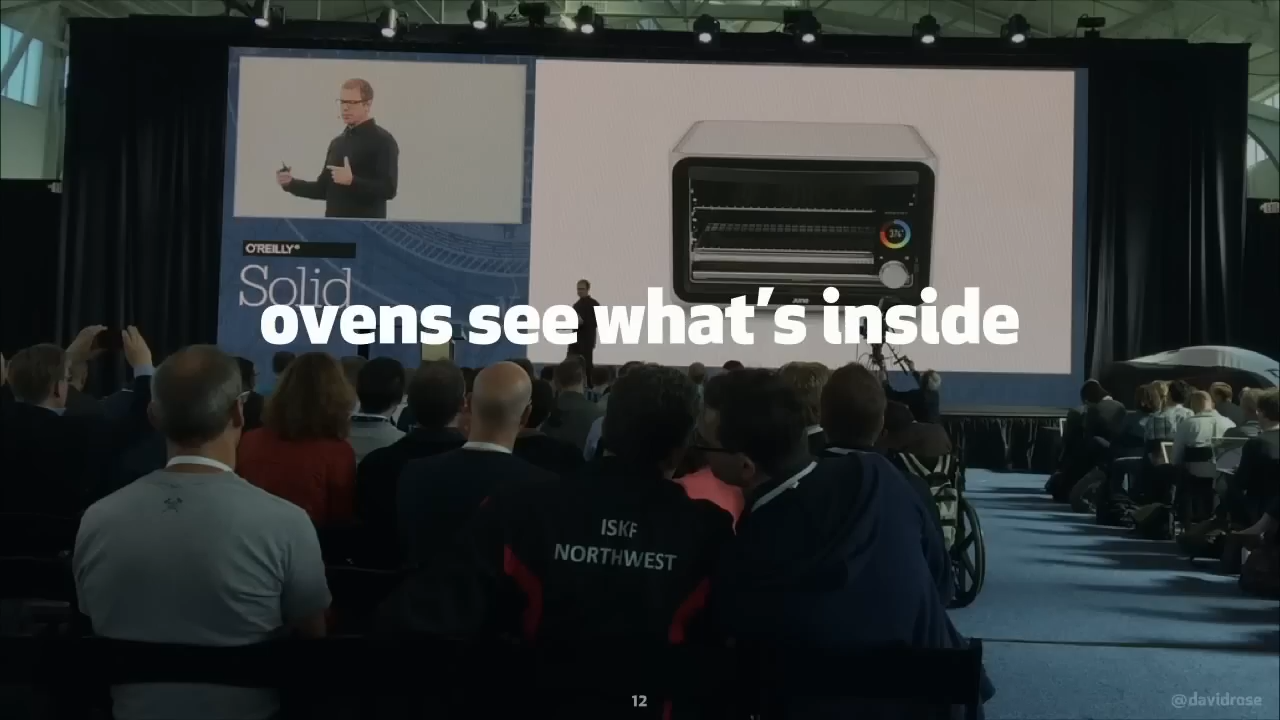 O'REILLY®
Solid
ovens see what's inside
ISKF
NORTHWEST
12
@davidrose